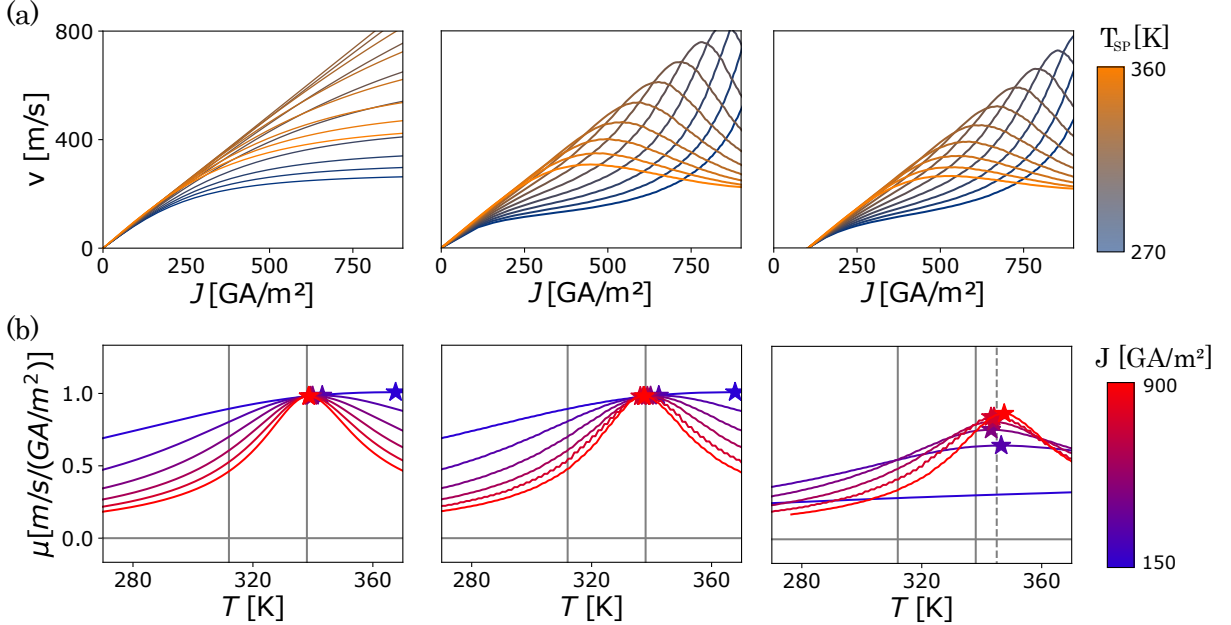 (a)
800
400
0
v [m/s]
0 250 500 750
J [GA/m²]
0 250 500 750
J [GA/m²]
0 250 500 750
J [GA/m²]
T_SP [K]
360
270
(b)
1.0
0.5
0.0
μ[m/s/(GA/m²)]
280 320 360
T [K]
280 320 360
T [K]
280 320 360
T [K]
J [GA/m²]
900
150